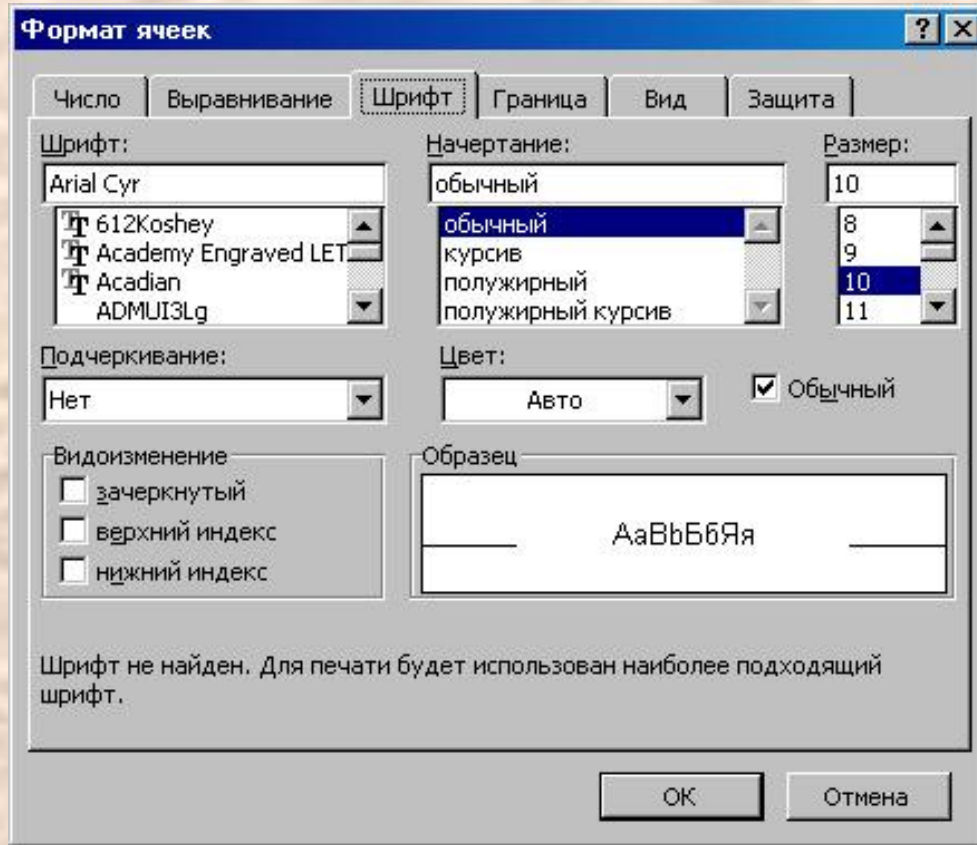 Формат ячеек
Число Выравнивание Шрифт Граница Вид Защита
Шрифт: Начертание: Размер:
Arial Cyr обычный 10
612Koshey обычный 8
Academy Engraved LET курсив 9
Acadian полужирный 10
ADMUI3Lg полужирный курсив 11
Подчеркивание: Цвет:
Нет Авто Обычный
Видоизменение Образец
зачеркнутый
верхний индекс АаВbБбЯя
нижний индекс
Шрифт не найден. Для печати будет использован наиболее подходящий
шрифт.
ОК Отмена